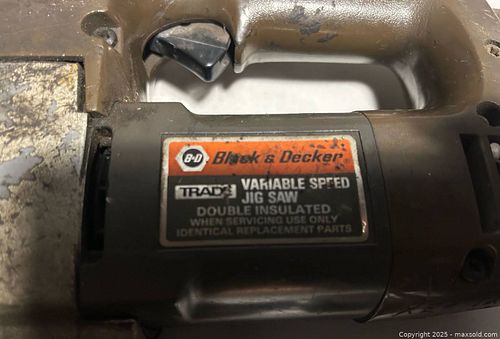 B&D Black & Decker
TRADE VARIABLE SPEED
JIG SAW
DOUBLE INSULATED
WHEN SERVICING USE ONLY
IDENTICAL REPLACEMENT PARTS
Copyright © 2025 - maxsold.com